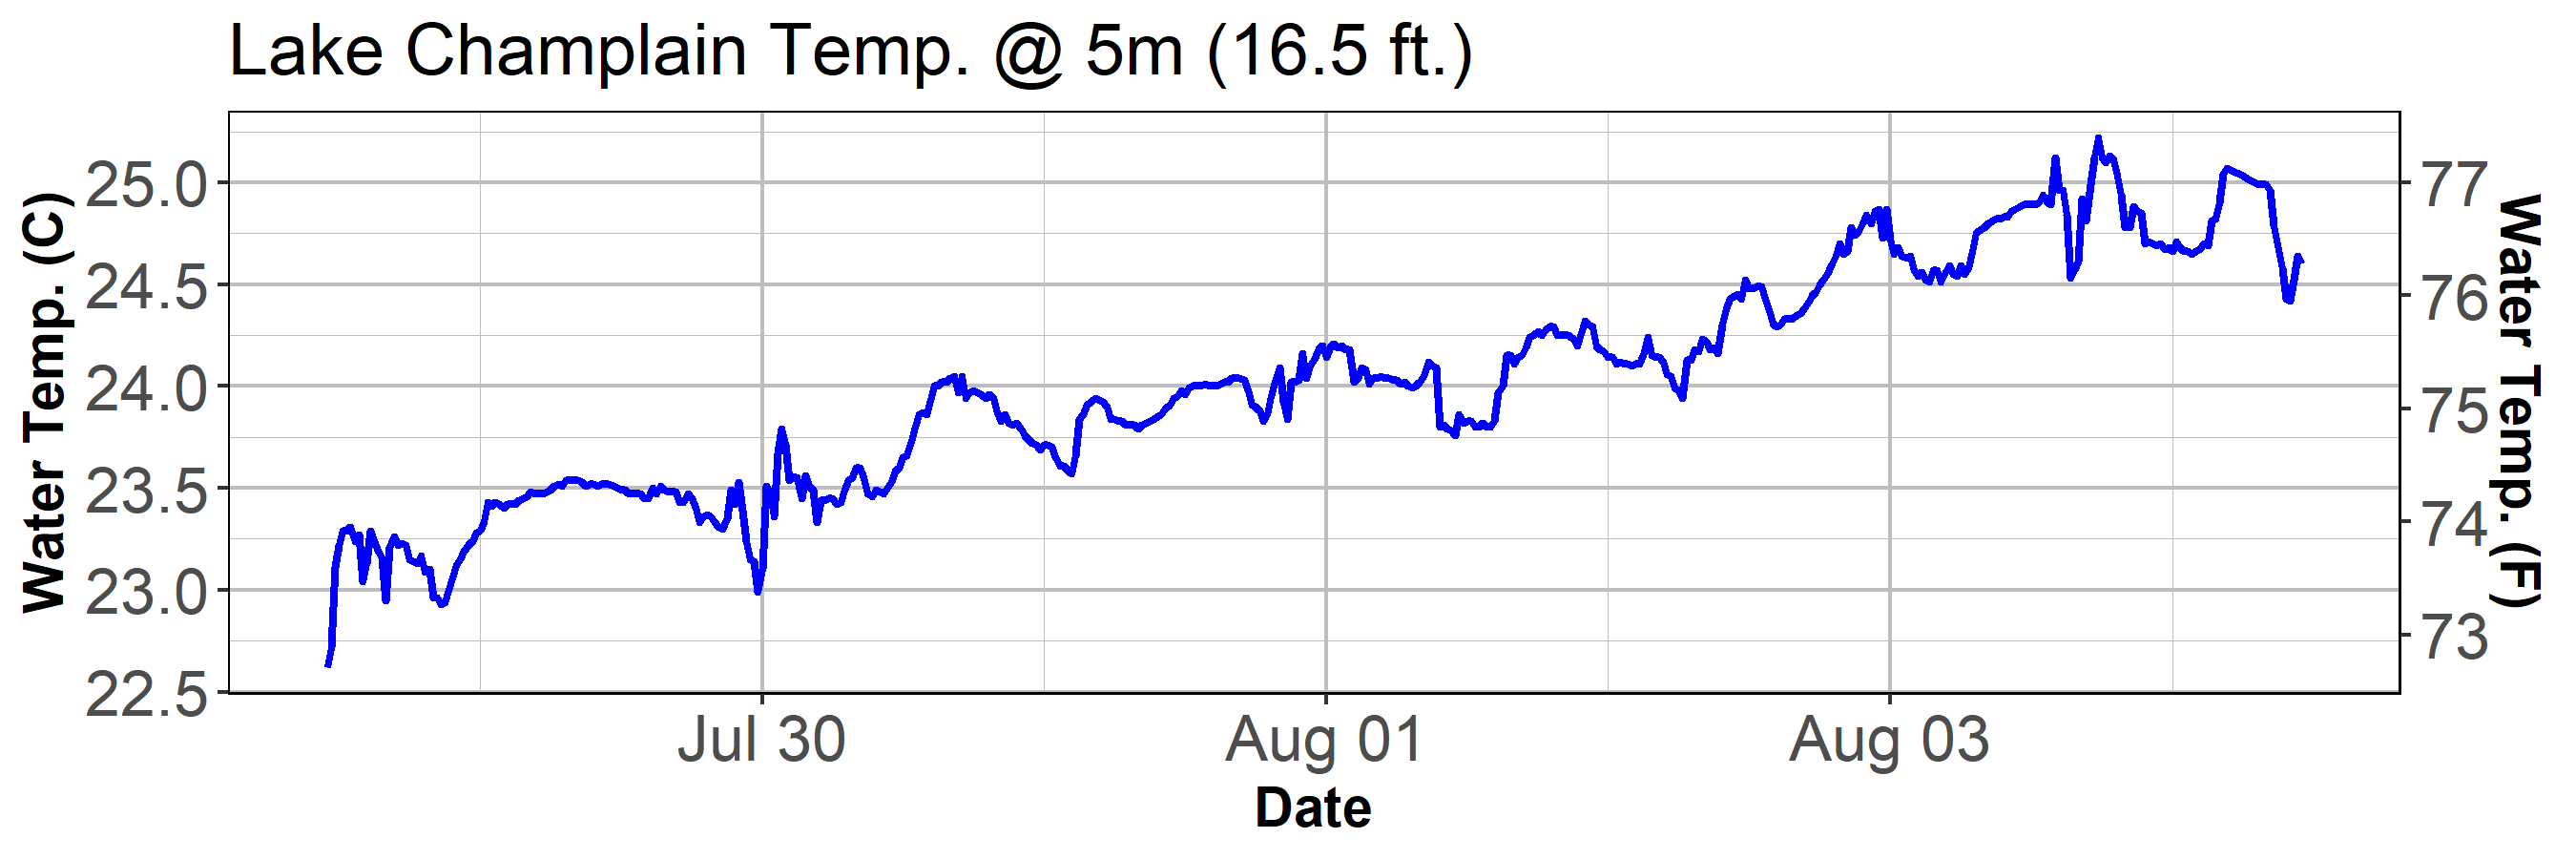 Lake Champlain Temp. @ 5m (16.5 ft.)
Water Temp. (C)
25.0
24.5
24.0
23.5
23.0
22.5
77
76
75
74
73
Water Temp. (F)
Jul 30
Aug 01
Aug 03
Date